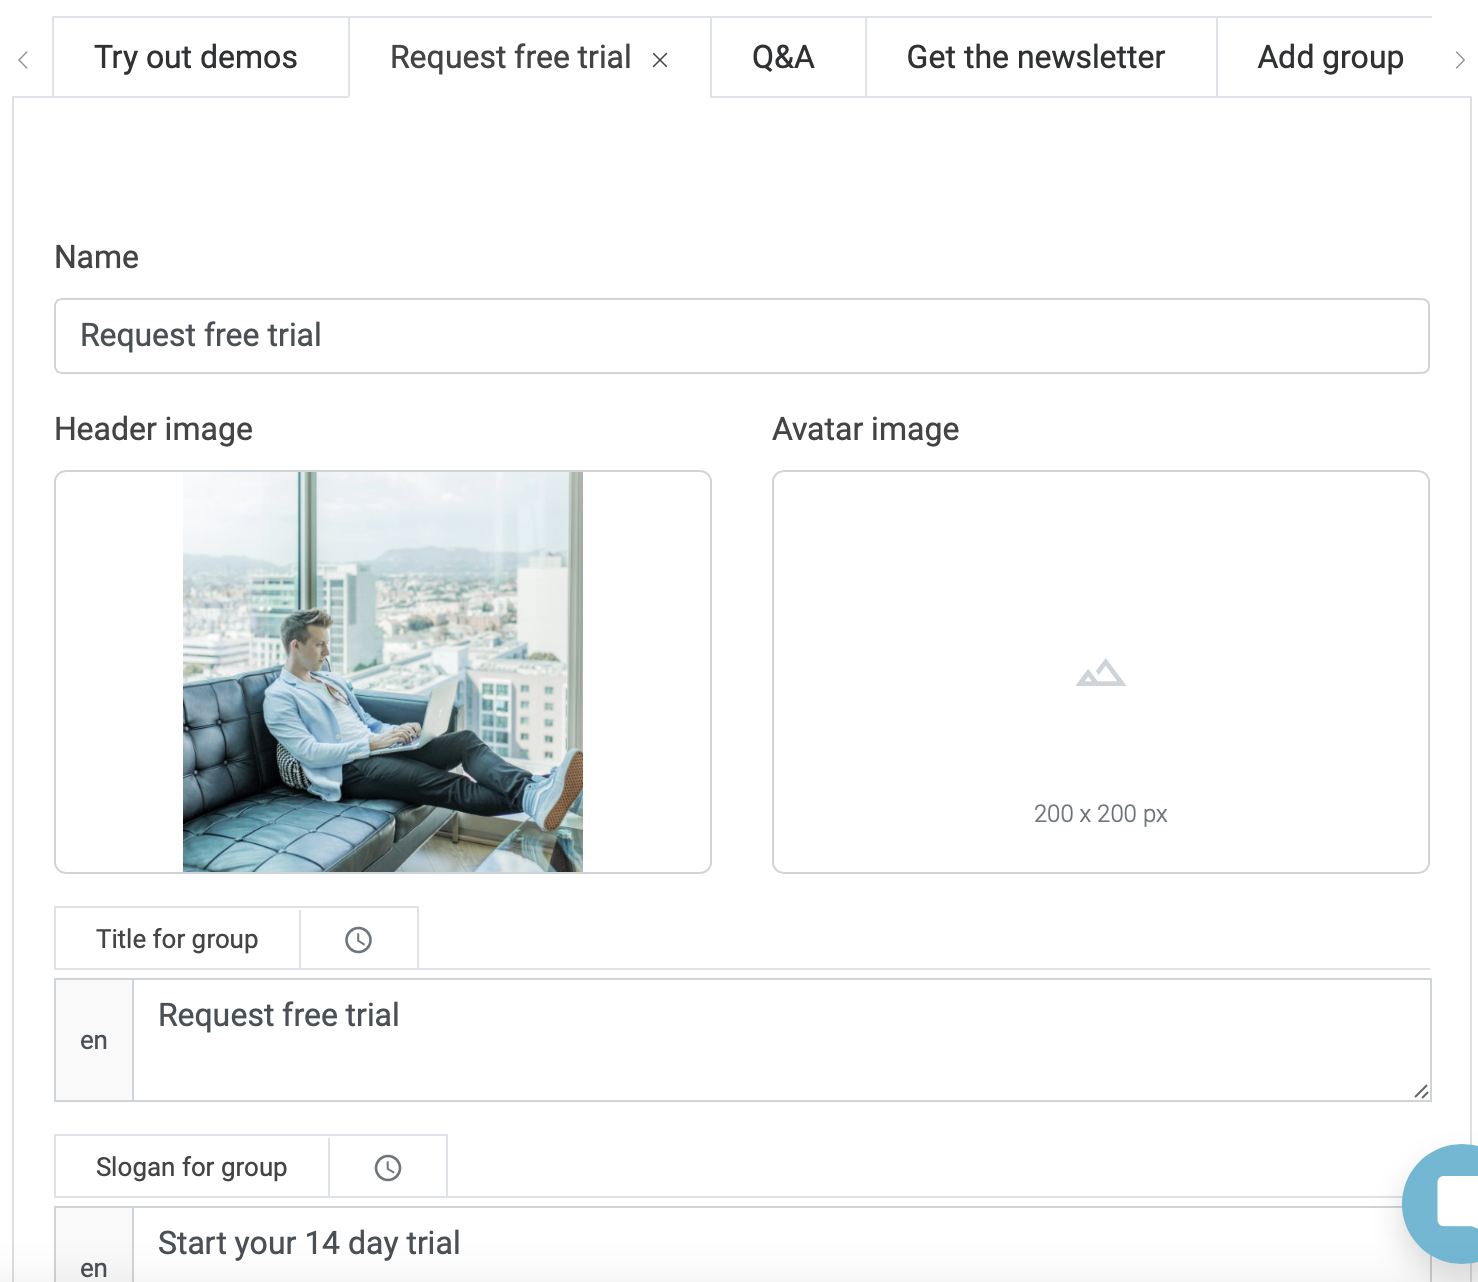 Try out demos
Request free trial
Q&A
Get the newsletter
Add group
Name
Request free trial
Header image
Avatar image
200 x 200 px
Title for group
en
Request free trial
Slogan for group
en
Start your 14 day trial